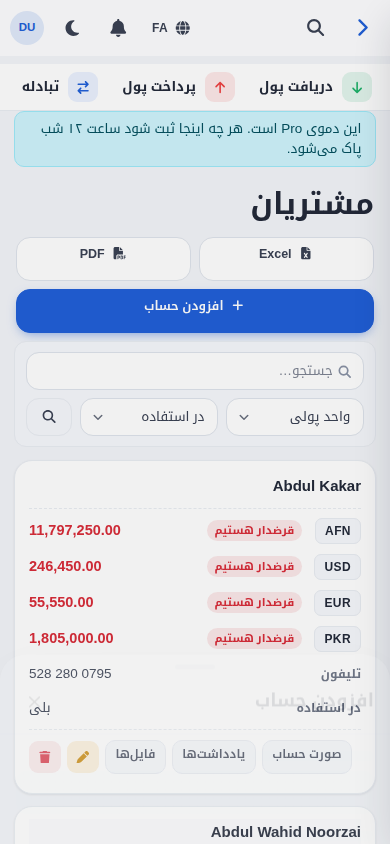 FA
DU
دریافت پول
پرداخت پول
تبادله
این دموی Pro است. هر چه اینجا ثبت شود ساعت ۱۲ شب
پاک می‌شود.
مشتریان
Excel
PDF
افزودن حساب
جستجو...
واحد پولی
در استفاده
Abdul Kakar
AFN قرضدار هستیم 11,797,250.00
USD قرضدار هستیم 246,450.00
EUR قرضدار هستیم 55,550.00
PKR قرضدار هستیم 1,805,000.00
تلیفون 0795 280 528
افزودن حساب
در استفاده بلی
صورت حساب
یادداشت‌ها
فایل‌ها
Abdul Wahid Noorzai